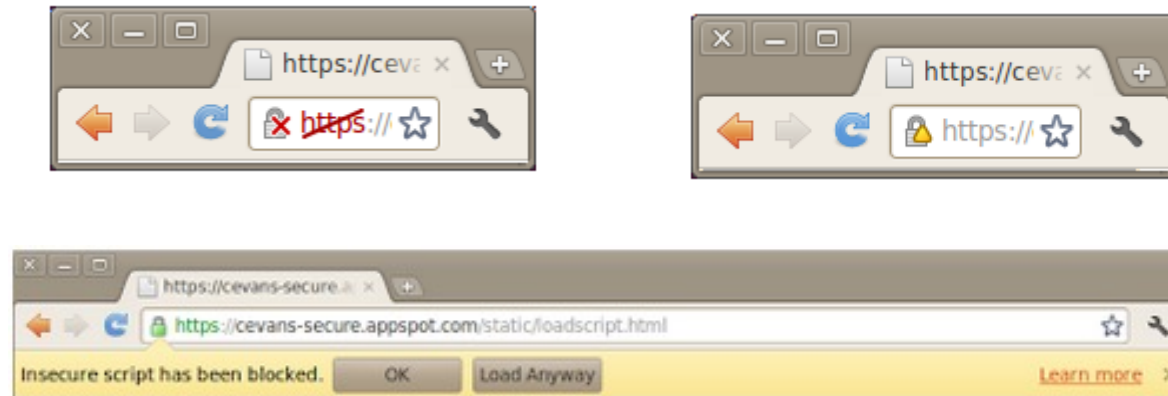 https://ceva
https://
https://ceva
https://
https://cevans-secure.a
https://cevans-secure.appspot.com/static/loadscript.html
Insecure script has been blocked. OK Load Anyway Learn more